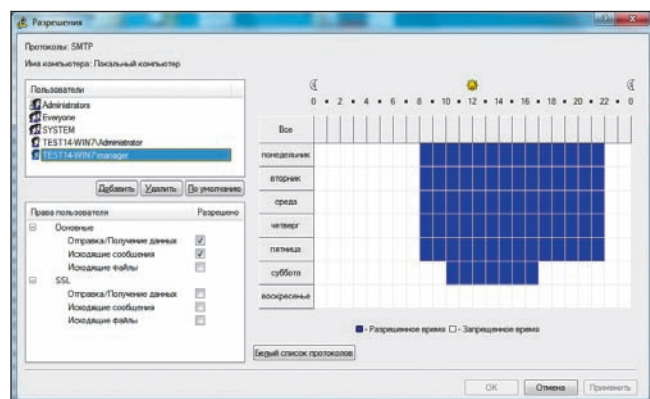 Разрешения
Протоколы: SMTP
Имя компьютера: Локальный компьютер
Пользователи
Administrators
Everyone
SYSTEM
TEST14-WIN7\Administrator
TEST14-WIN7\manager
Добавить Удалить По умолчанию
Права пользователя Разрешено
Основные
Отправка/Получение данных
Исходящие сообщения
Исходящие файлы
SSL
Отправка/Получение данных
Исходящие сообщения
Исходящие файлы
0 • 2 • 4 • 6 • 8 • 10 • 12 • 14 • 16 • 18 • 20 • 22 • 0
Все
понедельник
вторник
среда
четверг
пятница
суббота
воскресенье
- Разрешенное время - Запрещенное время
Белый список протоколов
ОК Отмена Применить